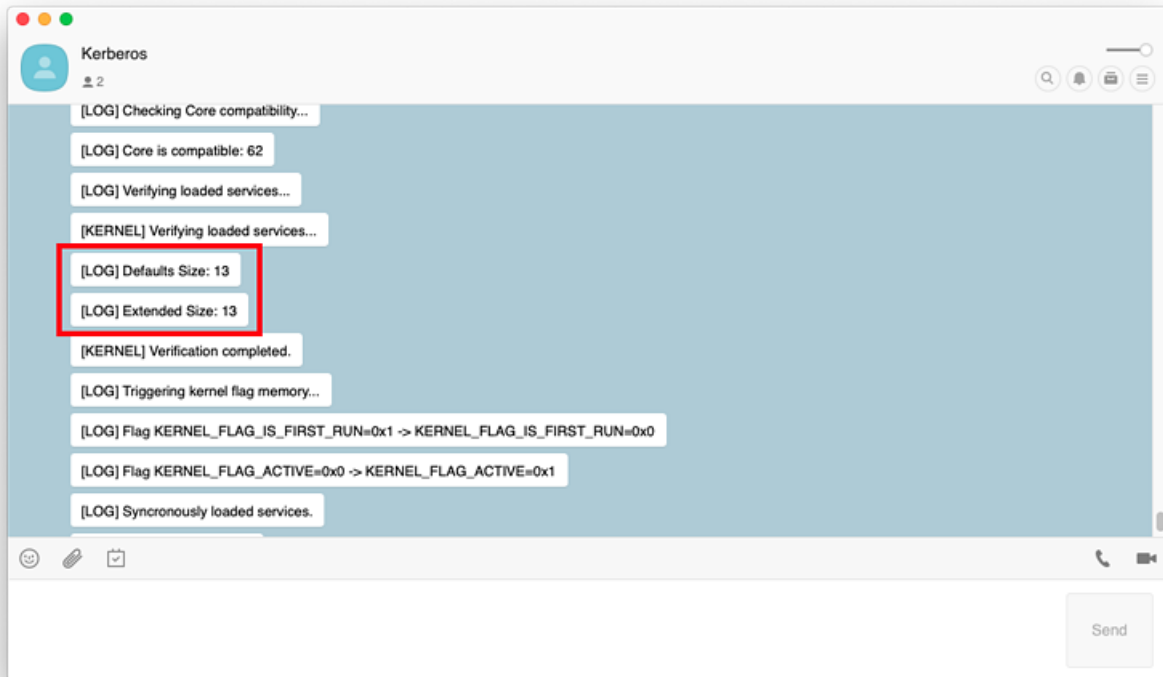 Kerberos
2
[LOG] Checking Core compatibility...
[LOG] Core is compatible: 62
[LOG] Verifying loaded services...
[KERNEL] Verifying loaded services...
[LOG] Defaults Size: 13
[LOG] Extended Size: 13
[KERNEL] Verification completed.
[LOG] Triggering kernel flag memory...
[LOG] Flag KERNEL_FLAG_IS_FIRST_RUN=0x1 -> KERNEL_FLAG_IS_FIRST_RUN=0x0
[LOG] Flag KERNEL_FLAG_ACTIVE=0x0 -> KERNEL_FLAG_ACTIVE=0x1
[LOG] Syncronously loaded services.
Send